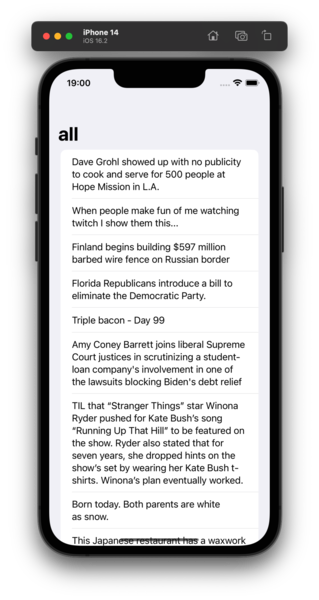 iPhone 14
iOS 16.2
19:00
all
Dave Grohl showed up with no publicity
to cook and serve for 500 people at
Hope Mission in L.A.
When people make fun of me watching
twitch I show them this...
Finland begins building $597 million
barbed wire fence on Russian border
Florida Republicans introduce a bill to
eliminate the Democratic Party.
Triple bacon - Day 99
Amy Coney Barrett joins liberal Supreme
Court justices in scrutinizing a student-
loan company's involvement in one of
the lawsuits blocking Biden's debt relief
TIL that “Stranger Things” star Winona
Ryder pushed for Kate Bush’s song
“Running Up That Hill” to be featured on
the show. Ryder also stated that for
seven years, she dropped hints on the
show’s set by wearing her Kate Bush t-
shirts. Winona’s plan eventually worked.
Born today. Both parents are white
as snow.
This Japanese restaurant has a waxwork